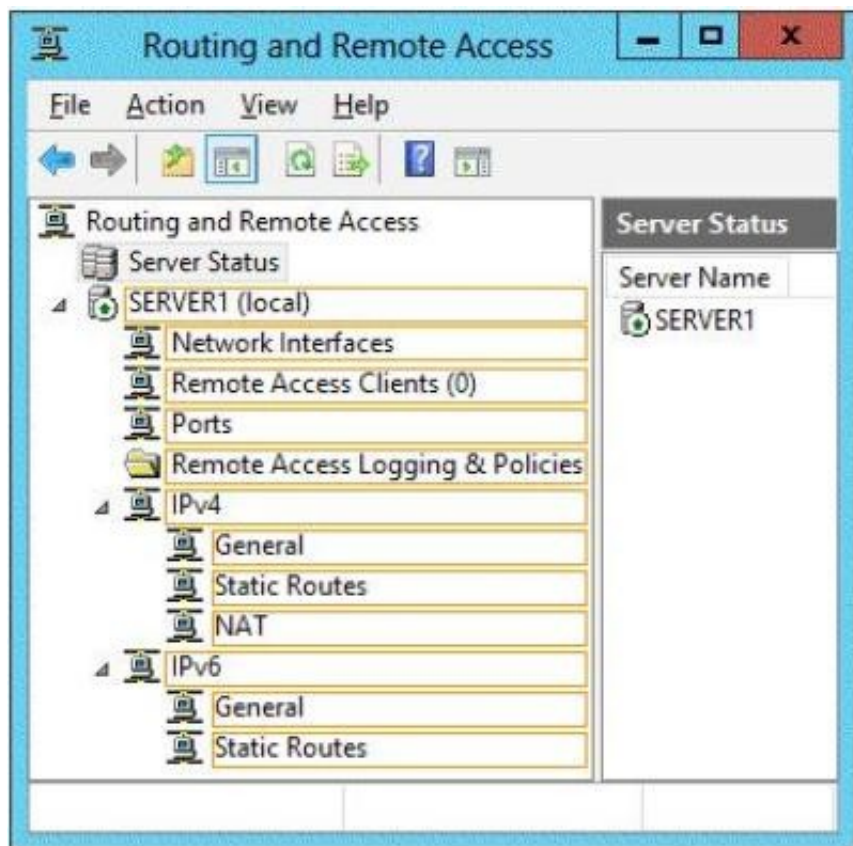 Routing and Remote Access
File Action View Help
Routing and Remote Access
Server Status
SERVER1 (local)
Network Interfaces
Remote Access Clients (0)
Ports
Remote Access Logging & Policies
IPv4
General
Static Routes
NAT
IPv6
General
Static Routes
Server Status
Server Name
SERVER1